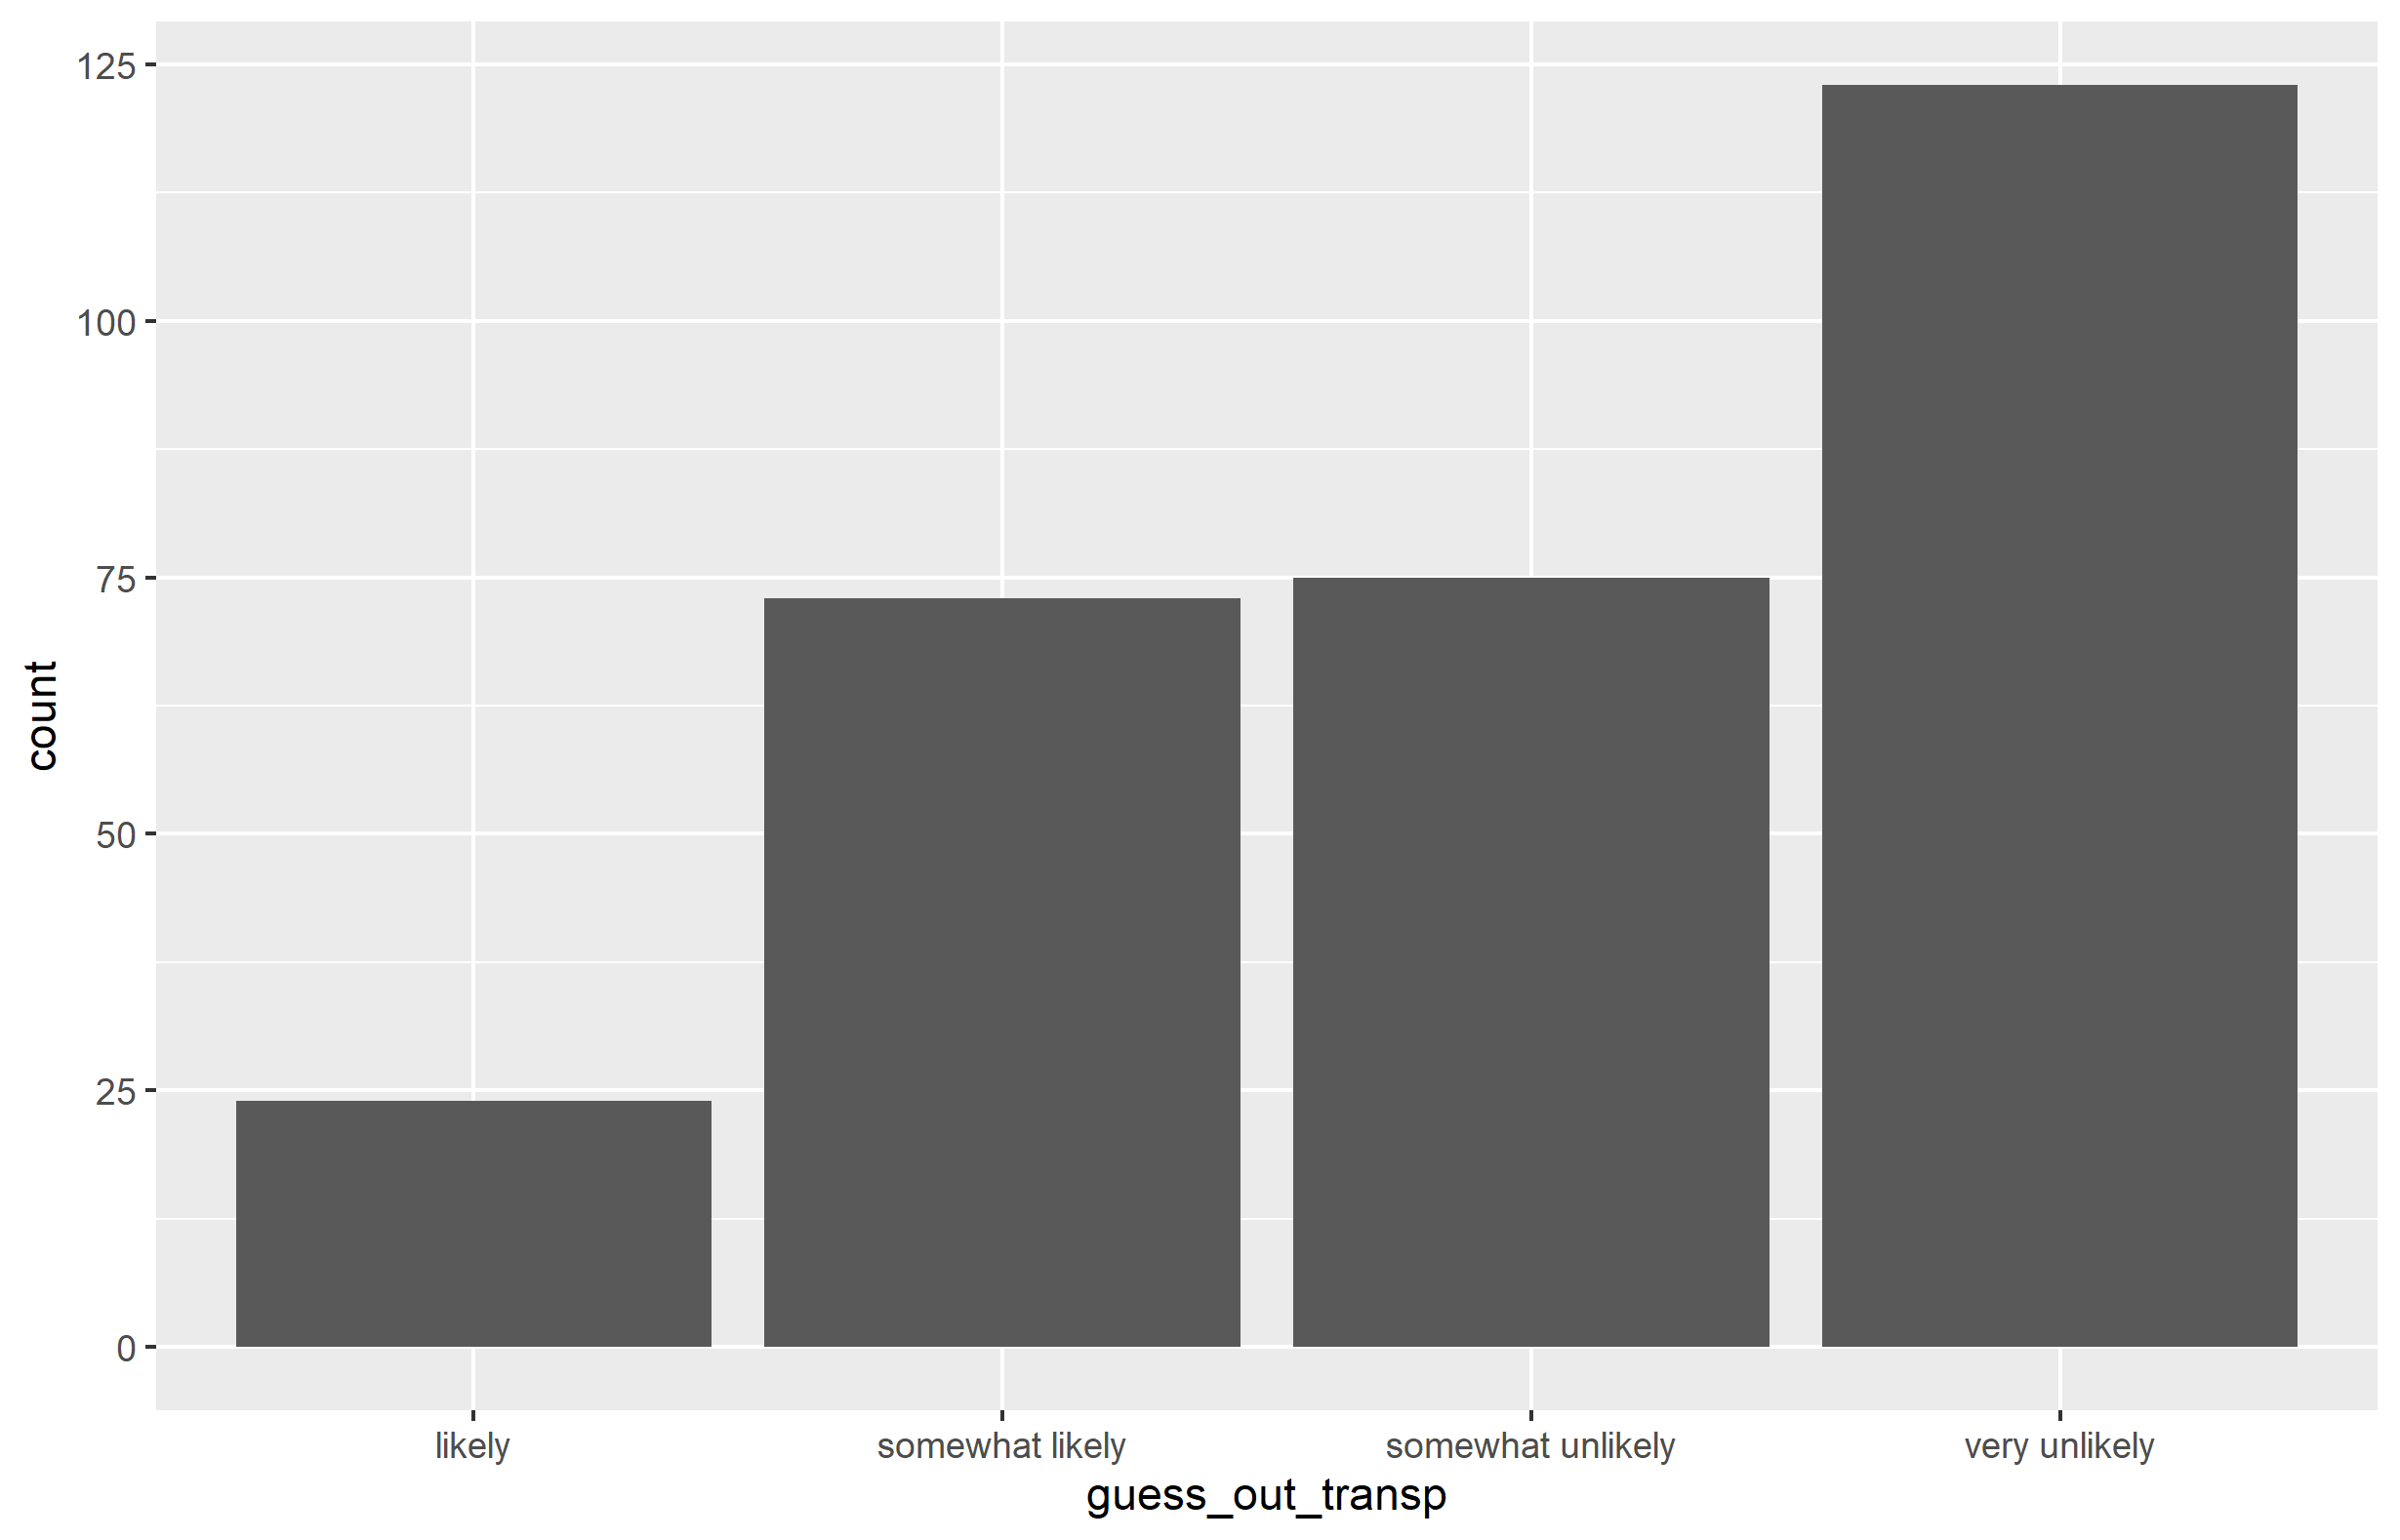 125
100
75
50
25
0
count
likely
somewhat likely
somewhat unlikely
very unlikely
guess_out_transp